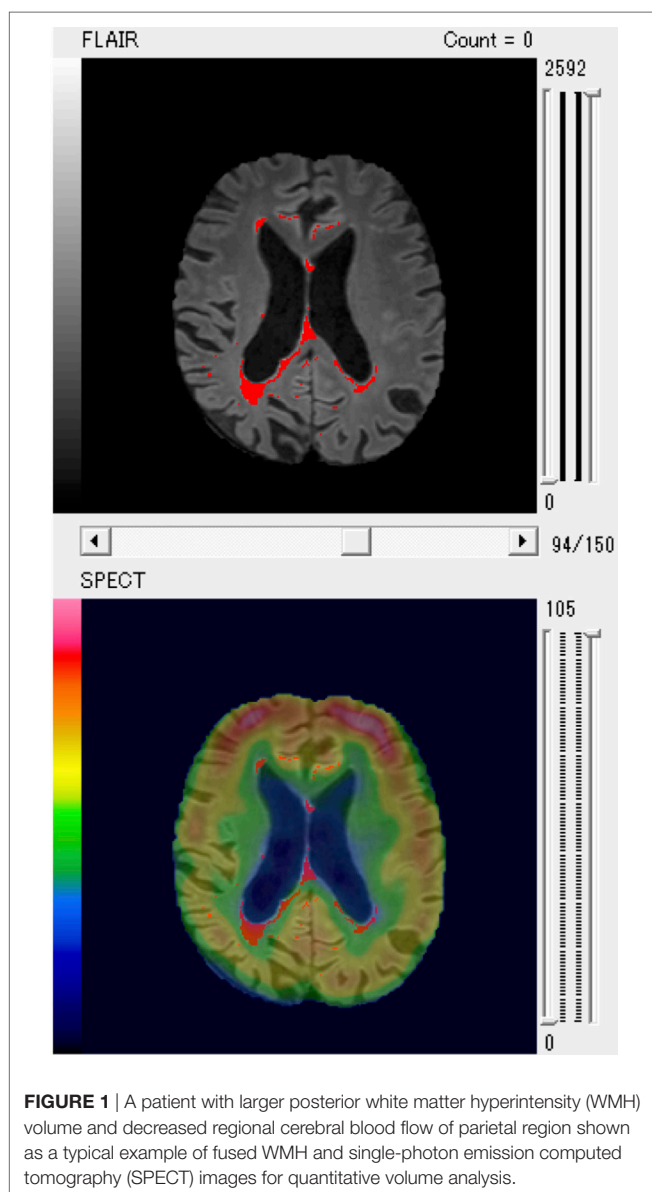 FLAIR Count = 0
2592
0
94/150
SPECT
105
0
FIGURE 1 | A patient with larger posterior white matter hyperintensity (WMH)
volume and decreased regional cerebral blood flow of parietal region shown
as a typical example of fused WMH and single-photon emission computed
tomography (SPECT) images for quantitative volume analysis.